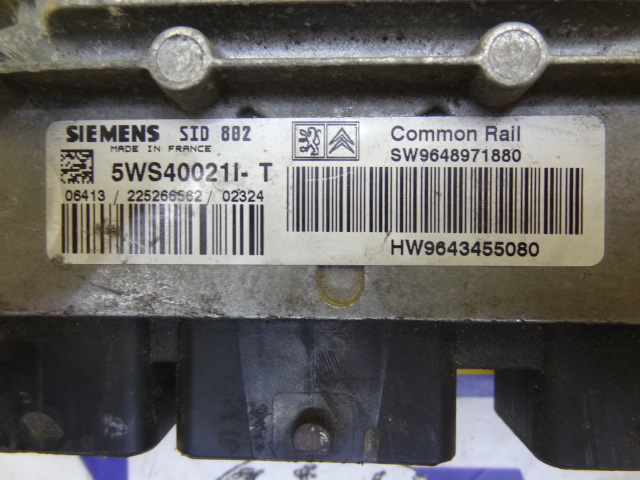 SIEMENS SID 802
MADE IN FRANCE
5WS40021I- T
06413 / 225266562 / 02324
Common Rail
SW9648971880
HW9643455080